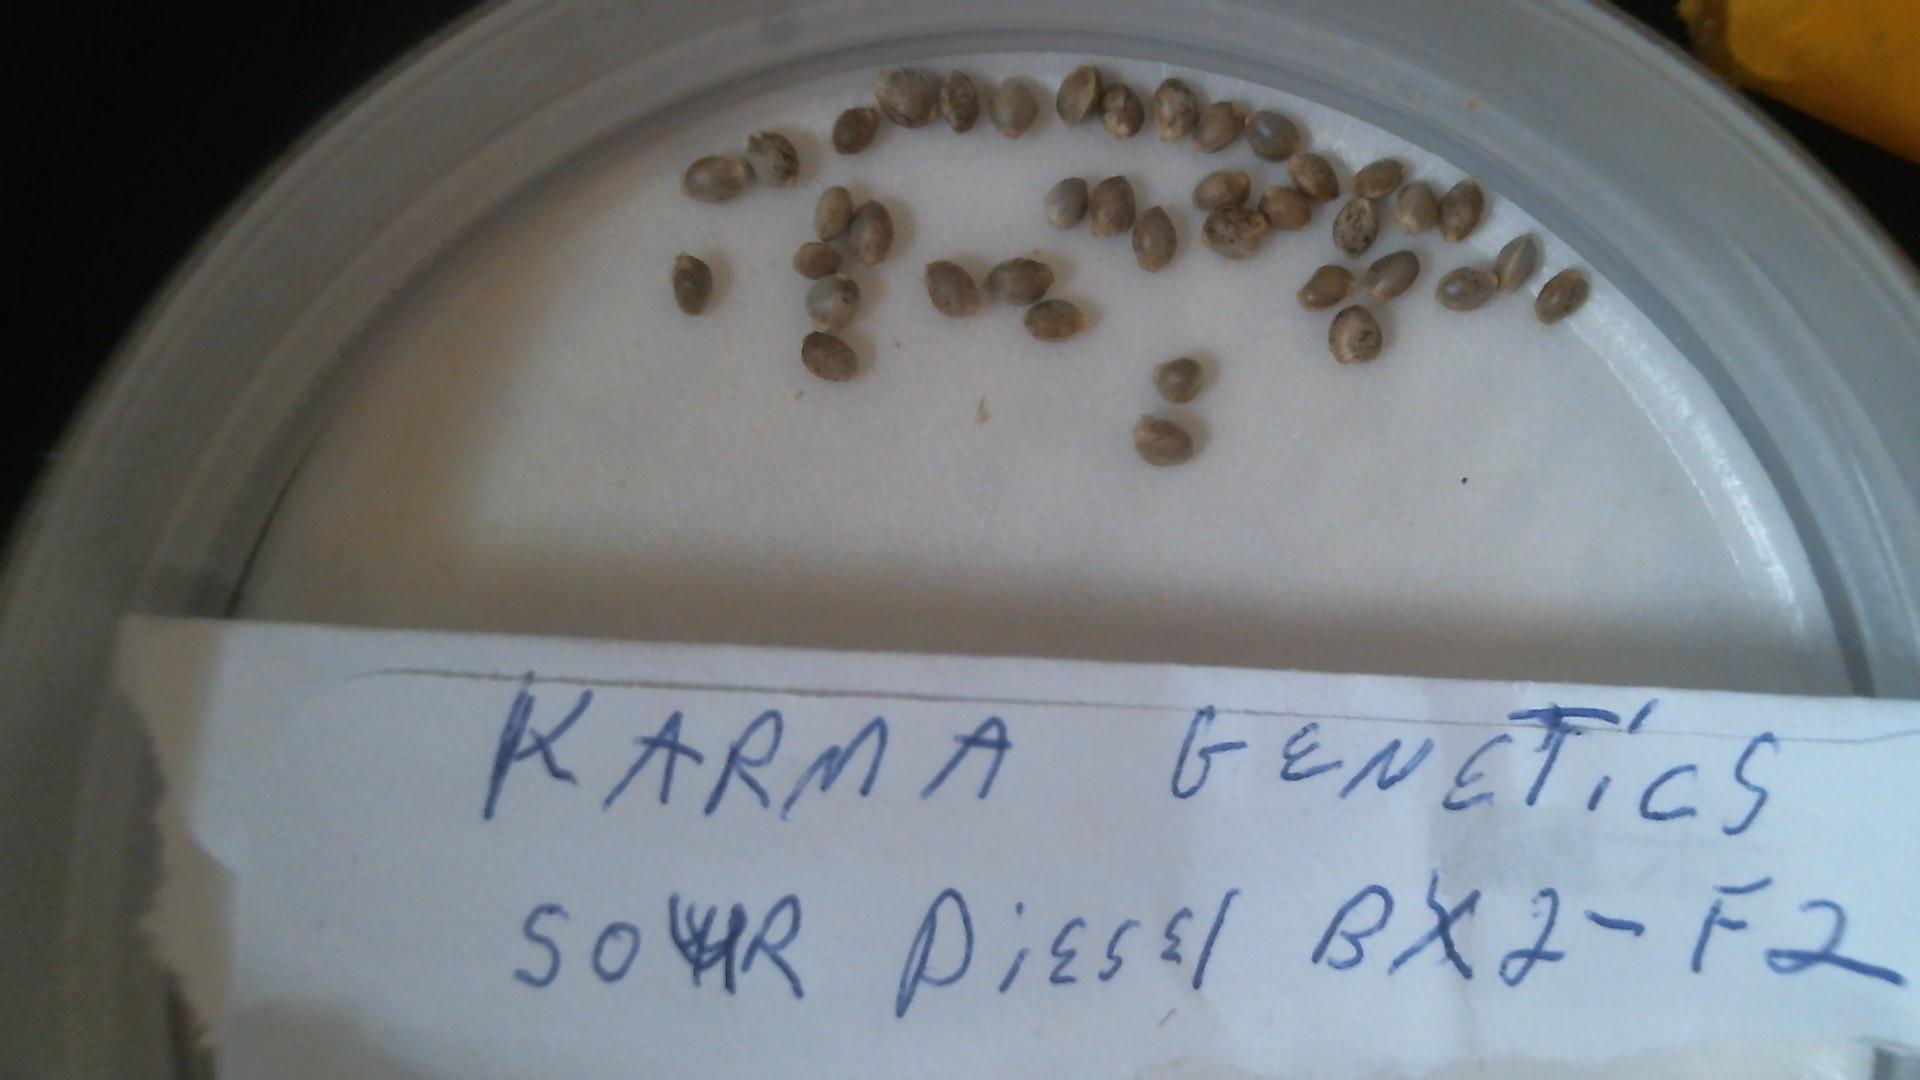 KARMA GENETiCS
SOUR DiESEl BX2-F2